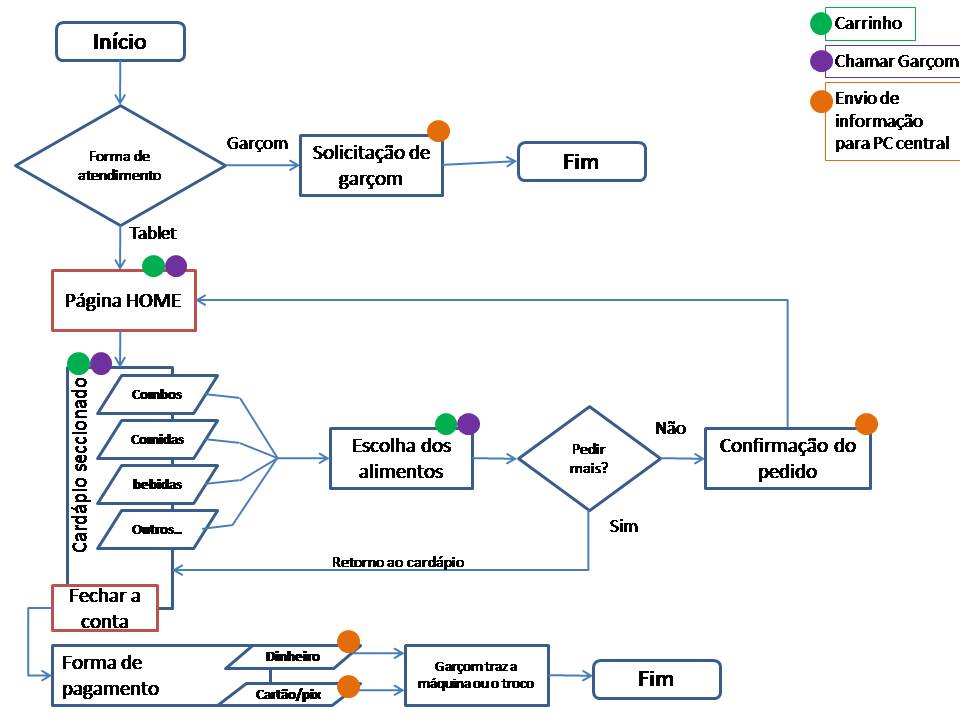 Início
Carrinho
Chamar Garçom
Envio de
informação
para PC central
Garçom
Forma de
atendimento
Solicitação de
garçom
Fim
Tablet
Página HOME
Cardáplo seccionado
Combos
Comidas
bebidas
Outros...
Escolha dos
alimentos
Pedir
mais?
Não
Confirmação do
pedido
Sim
Retorno ao cardápio
Fechar a
conta
Forma de
pagamento
Dinheiro
Cartão/pix
Garçom traz a
máquina ou o troco
Fim